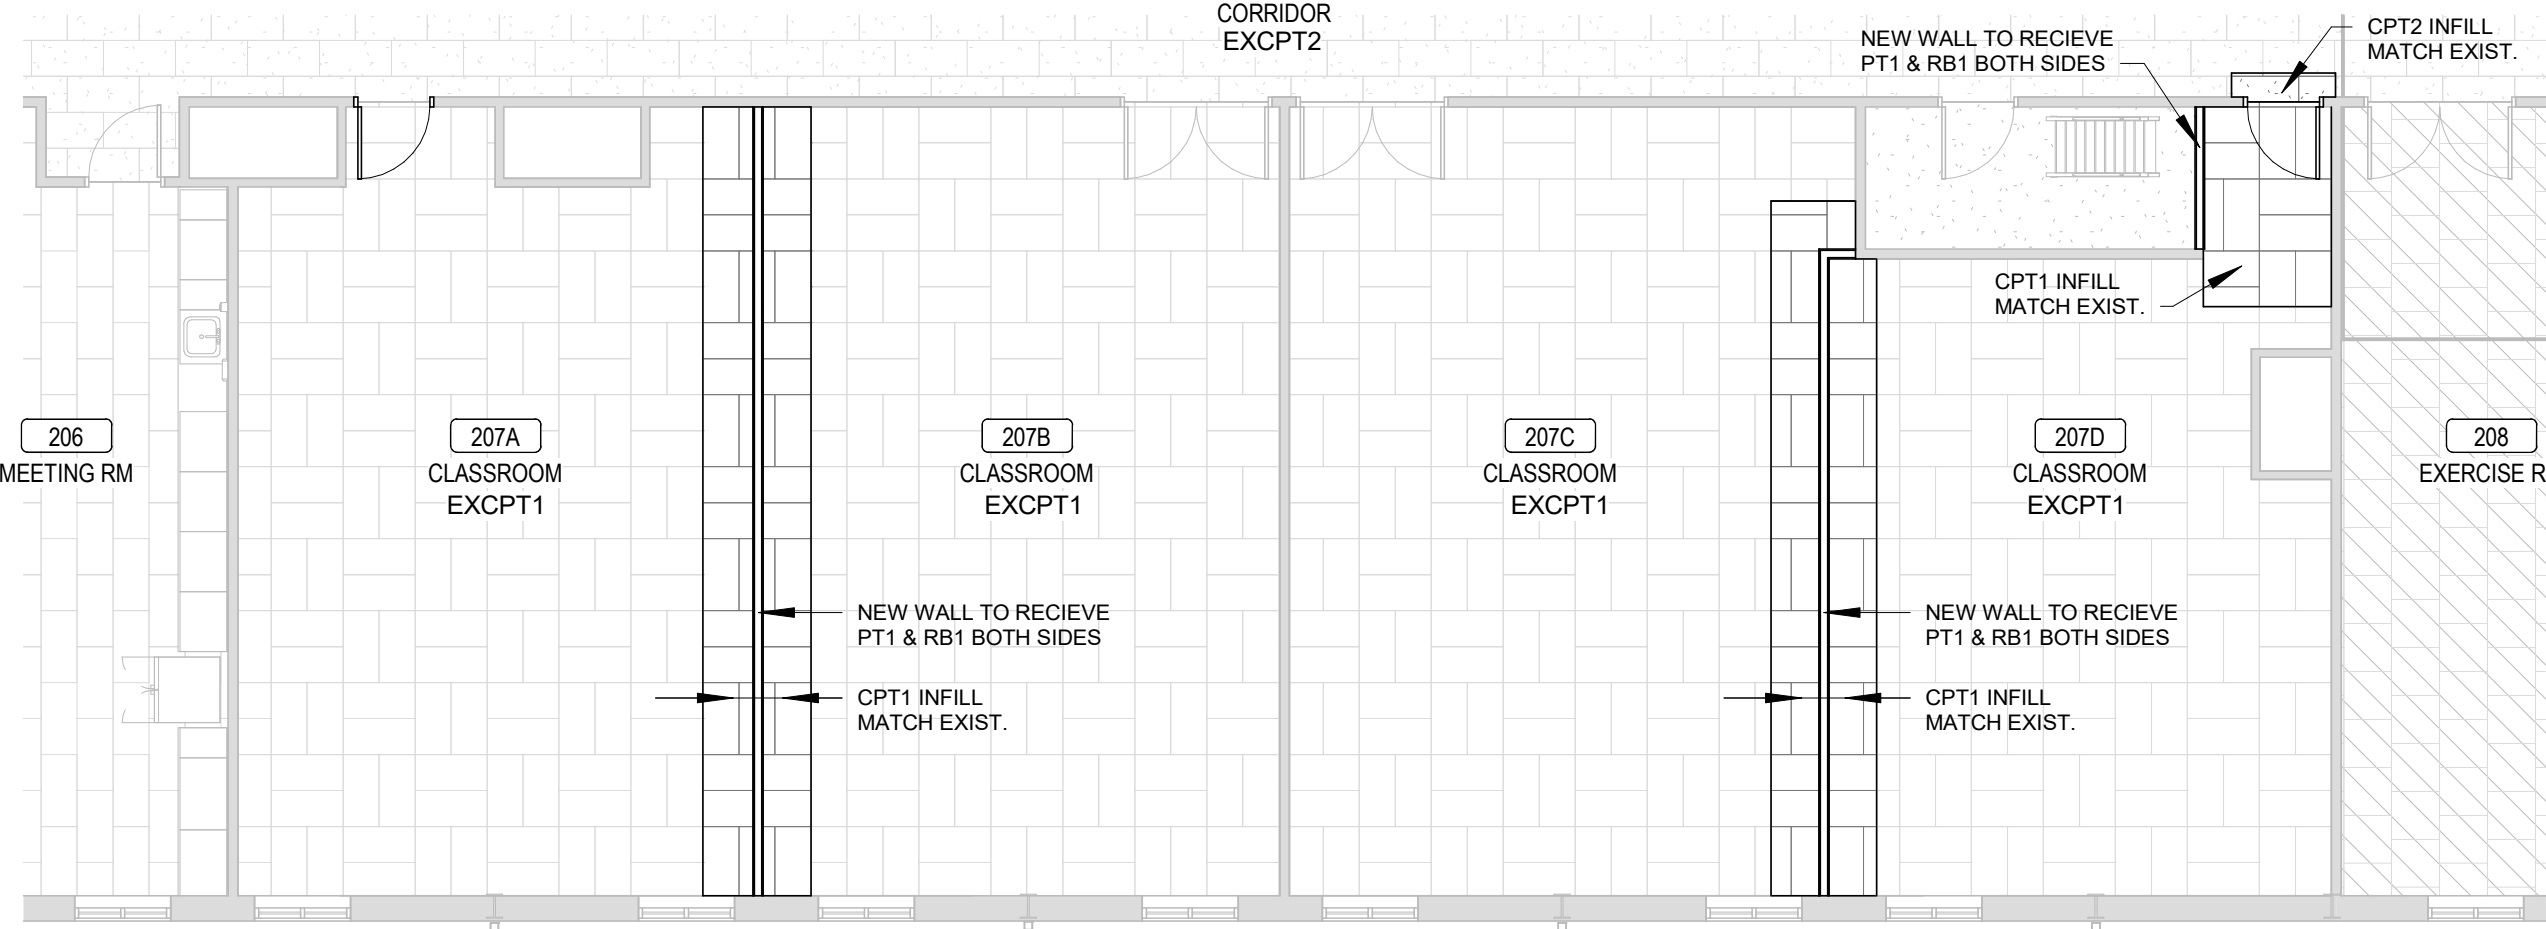 CORRIDOR
EXCPT2
NEW WALL TO RECIEVE
PT1 & RB1 BOTH SIDES
CPT2 INFILL
MATCH EXIST.
CPT1 INFILL
MATCH EXIST.
206
MEETING RM
207A
CLASSROOM
EXCPT1
207B
CLASSROOM
EXCPT1
207C
CLASSROOM
EXCPT1
207D
CLASSROOM
EXCPT1
208
EXERCISE R
NEW WALL TO RECIEVE
PT1 & RB1 BOTH SIDES
CPT1 INFILL
MATCH EXIST.
NEW WALL TO RECIEVE
PT1 & RB1 BOTH SIDES
CPT1 INFILL
MATCH EXIST.